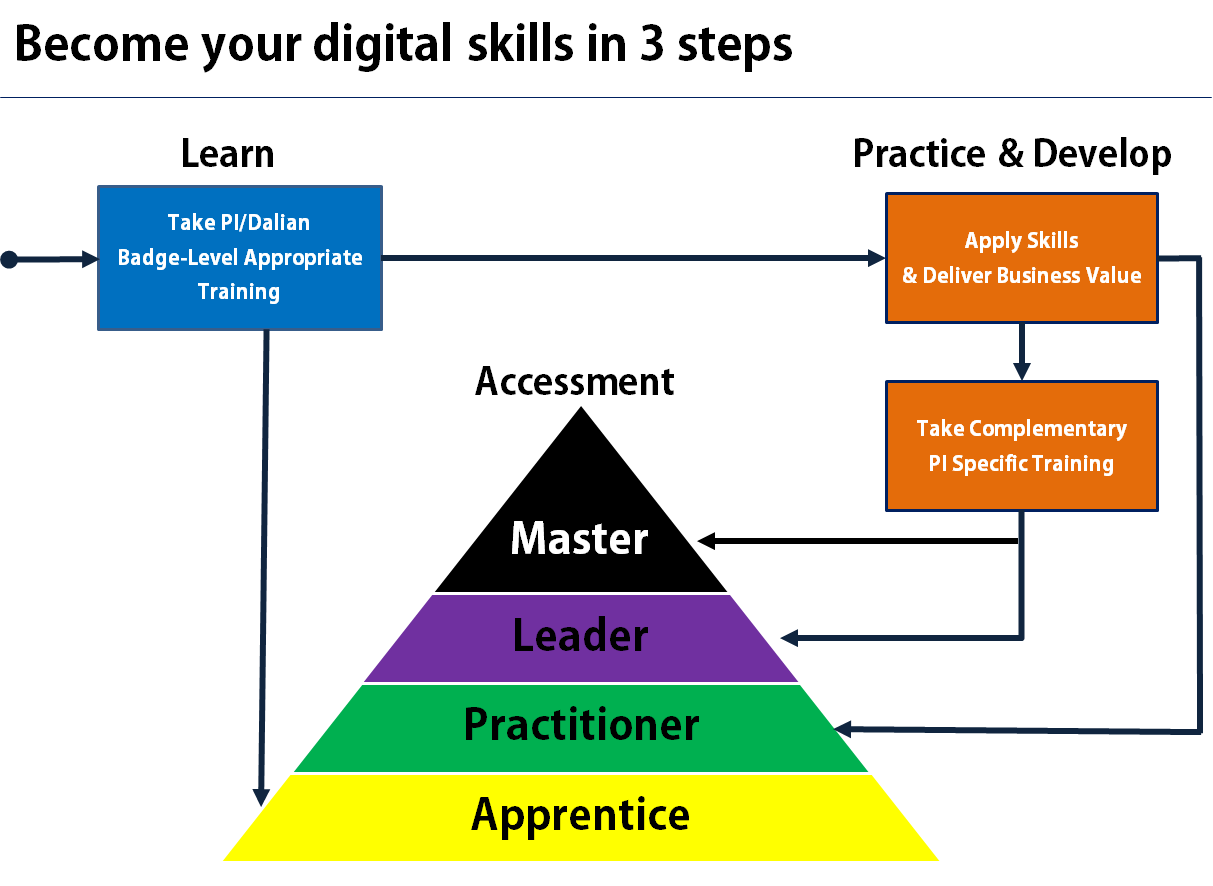 Become your digital skills in 3 steps
Learn
Practice & Develop
Take PI/Dalian
Badge-Level Appropriate
Training
Apply Skills
& Deliver Business Value
Accessment
Take Complementary
PI Specific Training
Master
Leader
Practitioner
Apprentice